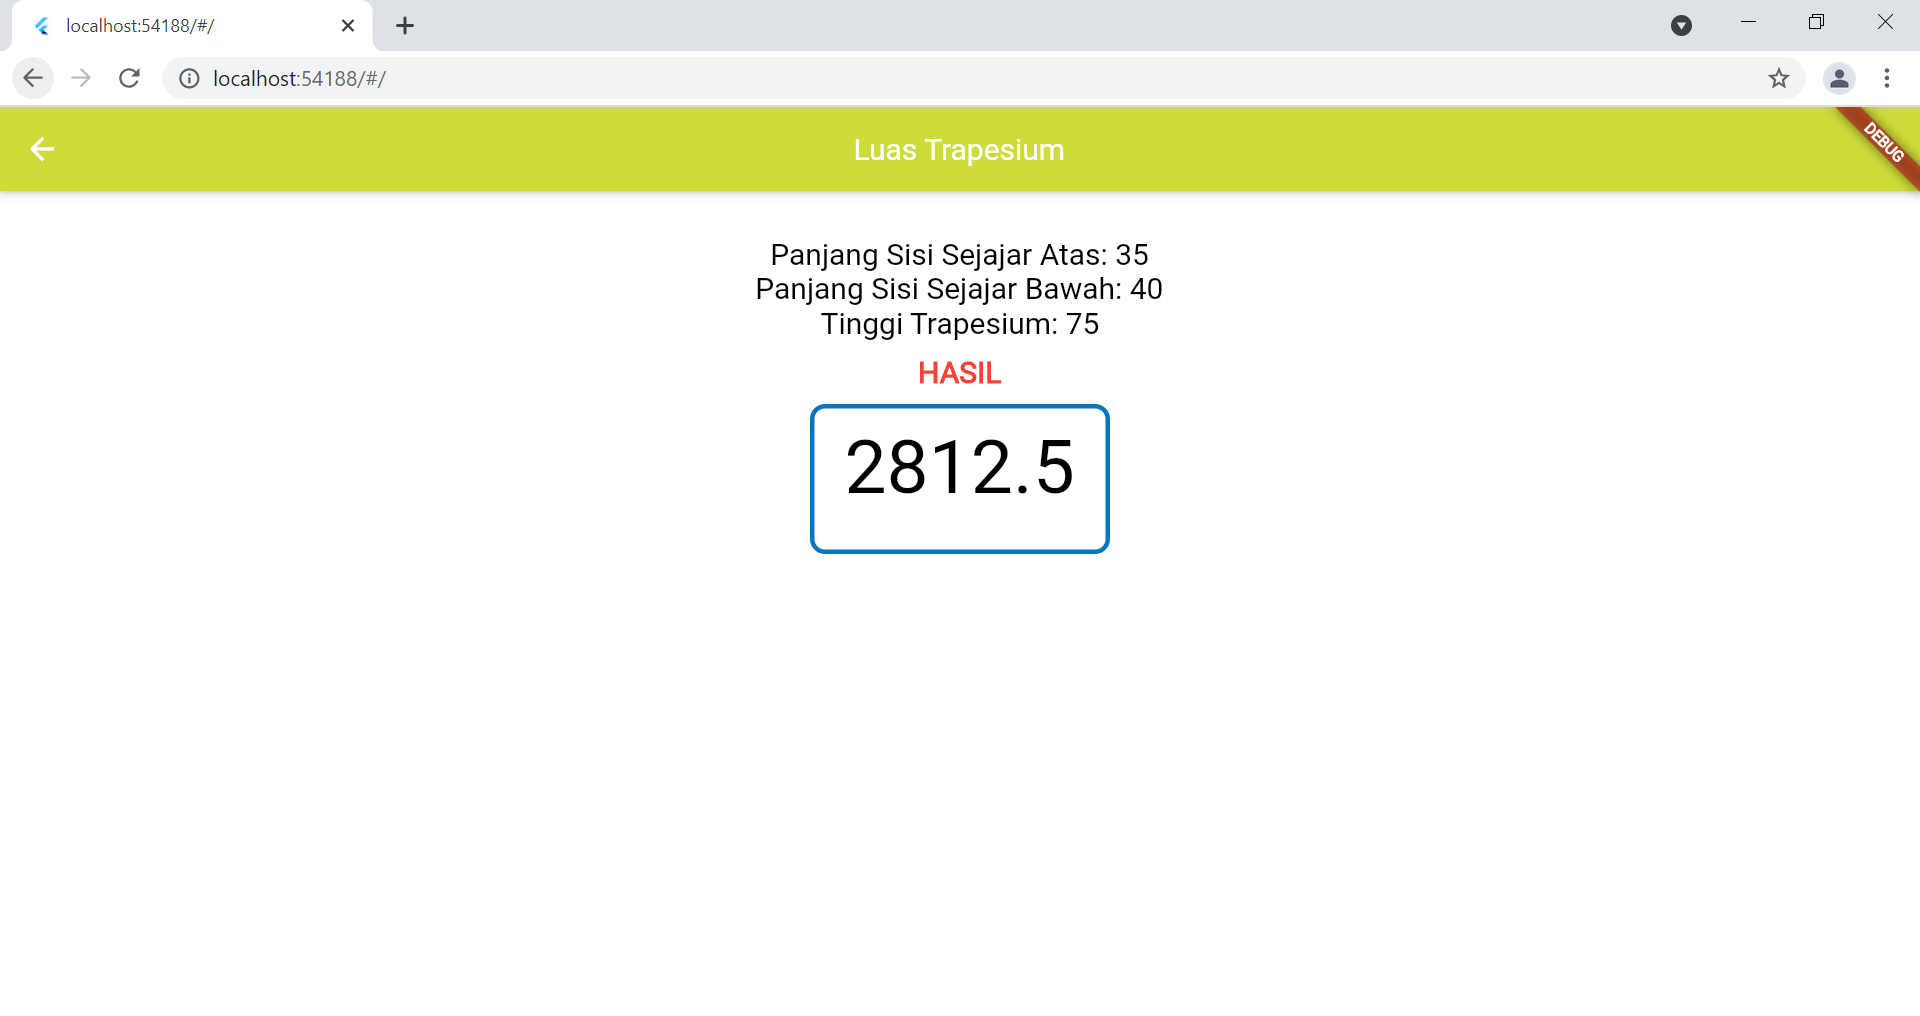 localhost:54188/#/
localhost:54188/#/
Luas Trapesium
DEBUG
Panjang Sisi Sejajar Atas: 35
Panjang Sisi Sejajar Bawah: 40
Tinggi Trapesium: 75
HASIL
2812.5